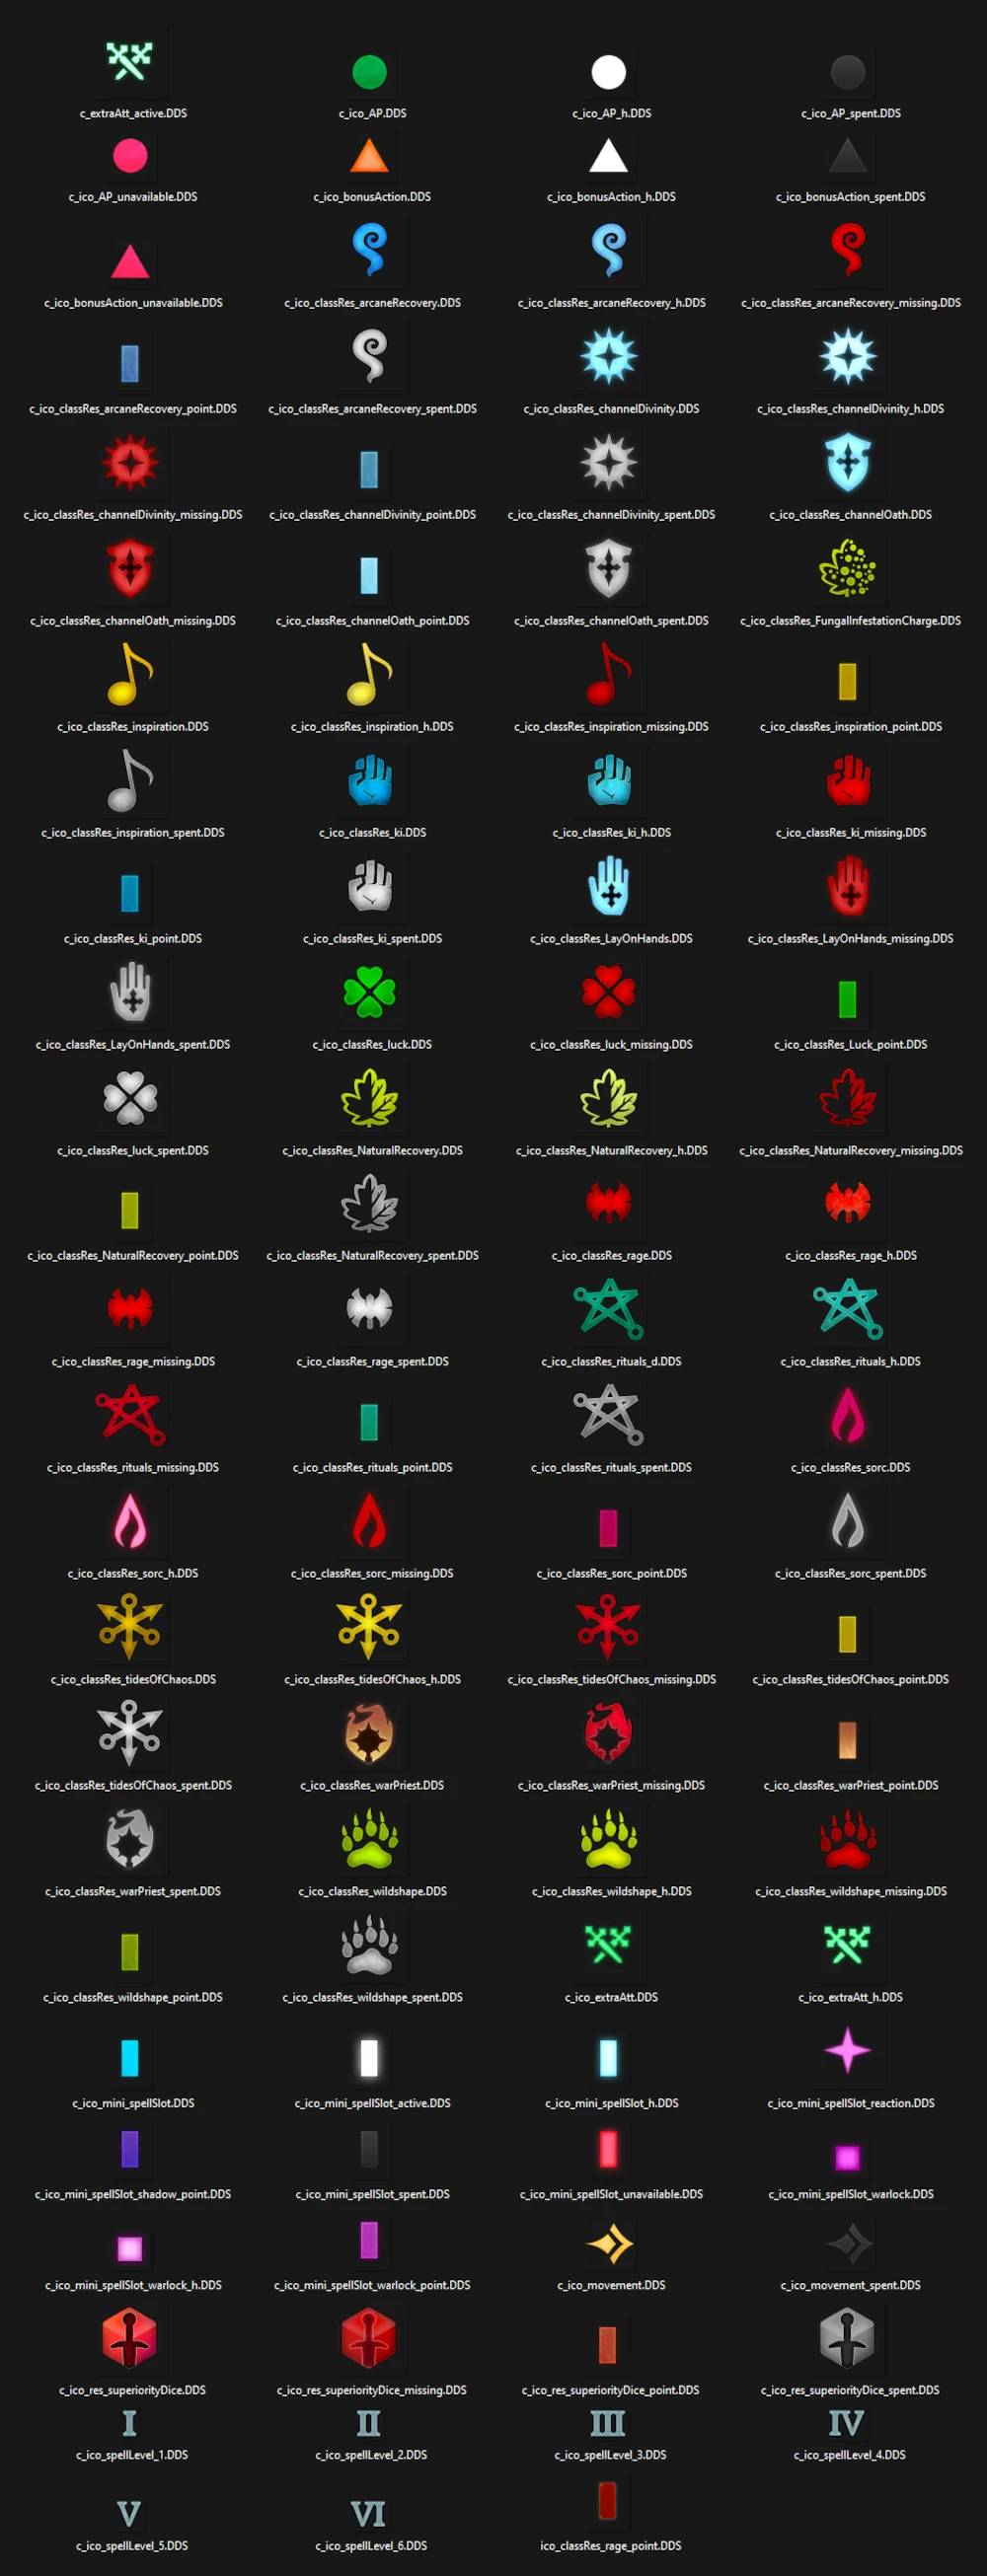 c_extraAtt_active.DDS
c_ico_AP.DDS
c_ico_AP_h.DDS
c_ico_AP_spent.DDS
c_ico_AP_unavailable.DDS
c_ico_bonusAction.DDS
c_ico_bonusAction_h.DDS
c_ico_bonusAction_spent.DDS
c_ico_bonusAction_unavailable.DDS
c_ico_classRes_arcaneRecovery.DDS
c_ico_classRes_arcaneRecovery_h.DDS
c_ico_classRes_arcaneRecovery_missing.DDS
c_ico_classRes_arcaneRecovery_point.DDS
c_ico_classRes_arcaneRecovery_spent.DDS
c_ico_classRes_channelDivinity.DDS
c_ico_classRes_channelDivinity_h.DDS
c_ico_classRes_channelDivinity_missing.DDS
c_ico_classRes_channelDivinity_point.DDS
c_ico_classRes_channelDivinity_spent.DDS
c_ico_classRes_channelOath.DDS
c_ico_classRes_channelOath_missing.DDS
c_ico_classRes_channelOath_point.DDS
c_ico_classRes_channelOath_spent.DDS
c_ico_classRes_FungalInfestationCharge.DDS
c_ico_classRes_inspiration.DDS
c_ico_classRes_inspiration_h.DDS
c_ico_classRes_inspiration_missing.DDS
c_ico_classRes_inspiration_point.DDS
c_ico_classRes_inspiration_spent.DDS
c_ico_classRes_ki.DDS
c_ico_classRes_ki_h.DDS
c_ico_classRes_ki_missing.DDS
c_ico_classRes_ki_point.DDS
c_ico_classRes_ki_spent.DDS
c_ico_classRes_LayOnHands.DDS
c_ico_classRes_LayOnHands_missing.DDS
c_ico_classRes_LayOnHands_spent.DDS
c_ico_classRes_luck.DDS
c_ico_classRes_luck_missing.DDS
c_ico_classRes_Luck_point.DDS
c_ico_classRes_luck_spent.DDS
c_ico_classRes_NaturalRecovery.DDS
c_ico_classRes_NaturalRecovery_h.DDS
c_ico_classRes_NaturalRecovery_missing.DDS
c_ico_classRes_NaturalRecovery_point.DDS
c_ico_classRes_NaturalRecovery_spent.DDS
c_ico_classRes_rage.DDS
c_ico_classRes_rage_h.DDS
c_ico_classRes_rage_missing.DDS
c_ico_classRes_rage_spent.DDS
c_ico_classRes_rituals_d.DDS
c_ico_classRes_rituals_h.DDS
c_ico_classRes_rituals_missing.DDS
c_ico_classRes_rituals_point.DDS
c_ico_classRes_rituals_spent.DDS
c_ico_classRes_sorc.DDS
c_ico_classRes_sorc_h.DDS
c_ico_classRes_sorc_missing.DDS
c_ico_classRes_sorc_point.DDS
c_ico_classRes_sorc_spent.DDS
c_ico_classRes_tidesOfChaos.DDS
c_ico_classRes_tidesOfChaos_h.DDS
c_ico_classRes_tidesOfChaos_missing.DDS
c_ico_classRes_tidesOfChaos_point.DDS
c_ico_classRes_tidesOfChaos_spent.DDS
c_ico_classRes_warPriest.DDS
c_ico_classRes_warPriest_missing.DDS
c_ico_classRes_warPriest_point.DDS
c_ico_classRes_warPriest_spent.DDS
c_ico_classRes_wildshape.DDS
c_ico_classRes_wildshape_h.DDS
c_ico_classRes_wildshape_missing.DDS
c_ico_classRes_wildshape_point.DDS
c_ico_classRes_wildshape_spent.DDS
c_ico_extraAtt.DDS
c_ico_extraAtt_h.DDS
c_ico_mini_spellSlot.DDS
c_ico_mini_spellSlot_active.DDS
c_ico_mini_spellSlot_h.DDS
c_ico_mini_spellSlot_reaction.DDS
c_ico_mini_spellSlot_shadow_point.DDS
c_ico_mini_spellSlot_spent.DDS
c_ico_mini_spellSlot_unavailable.DDS
c_ico_mini_spellSlot_warlock.DDS
c_ico_mini_spellSlot_warlock_h.DDS
c_ico_mini_spellSlot_warlock_point.DDS
c_ico_movement.DDS
c_ico_movement_spent.DDS
c_ico_res_superiorityDice.DDS
c_ico_res_superiorityDice_missing.DDS
c_ico_res_superiorityDice_point.DDS
c_ico_res_superiorityDice_spent.DDS
I
II
III
IV
c_ico_spellLevel_1.DDS
c_ico_spellLevel_2.DDS
c_ico_spellLevel_3.DDS
c_ico_spellLevel_4.DDS
V
VI
c_ico_spellLevel_5.DDS
c_ico_spellLevel_6.DDS
ico_classRes_rage_point.DDS